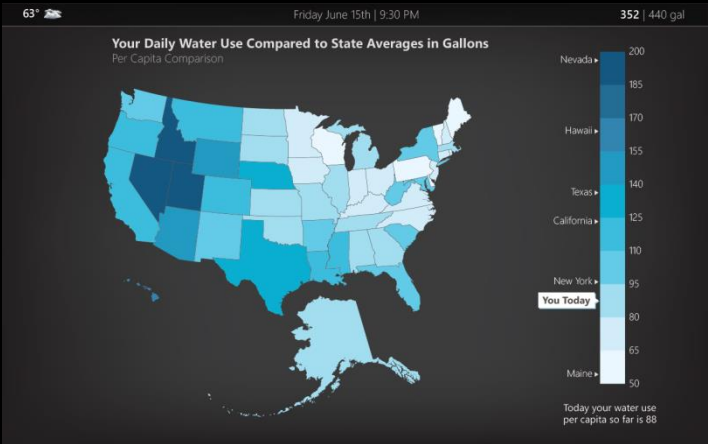 63°
Friday June 15th | 9:30 PM
352 | 440 gal
Your Daily Water Use Compared to State Averages in Gallons
Per Capita Comparison
Nevada
Hawaii
Texas
California
New York
You Today
Maine
200
185
170
155
140
125
110
95
80
65
50
Today your water use
per capita so far is 88